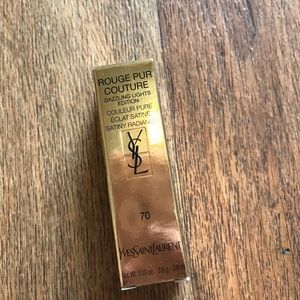 ROUGE PUR
COUTURE
DAZZLING LIGHTS
EDITION
COULEUR PURE
ÉCLAT SATINÉ
SATINY RADIANCE
YSL
70
YVESSAINTLAURENT